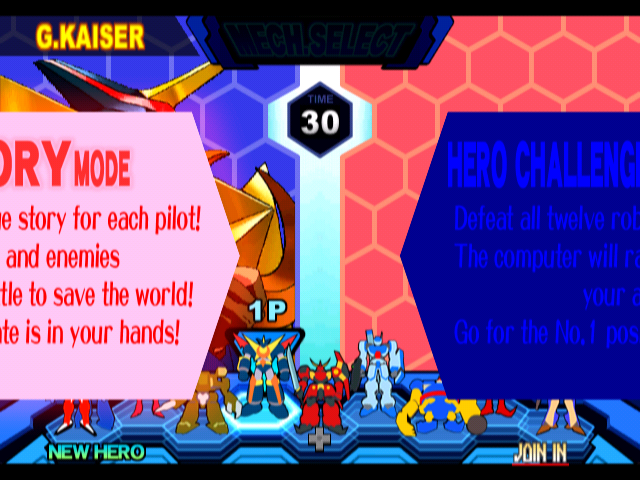 G.KAISER
MECH.SELECT
TIME
30
ORY MODE
e story for each pilot!
and enemies
tle to save the world!
te is in your hands!
HERO CHALLENGE
Defeat all twelve ro
The computer will ra
your a
Go for the No,1 pos
1P
NEW HERO
JOIN IN